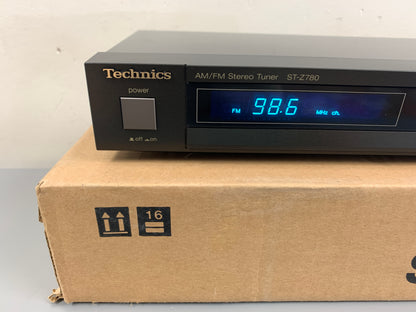 Technics
AM/FM Stereo Tuner ST-Z780
power
FM 98.6 MHz ch.
off on
16
S